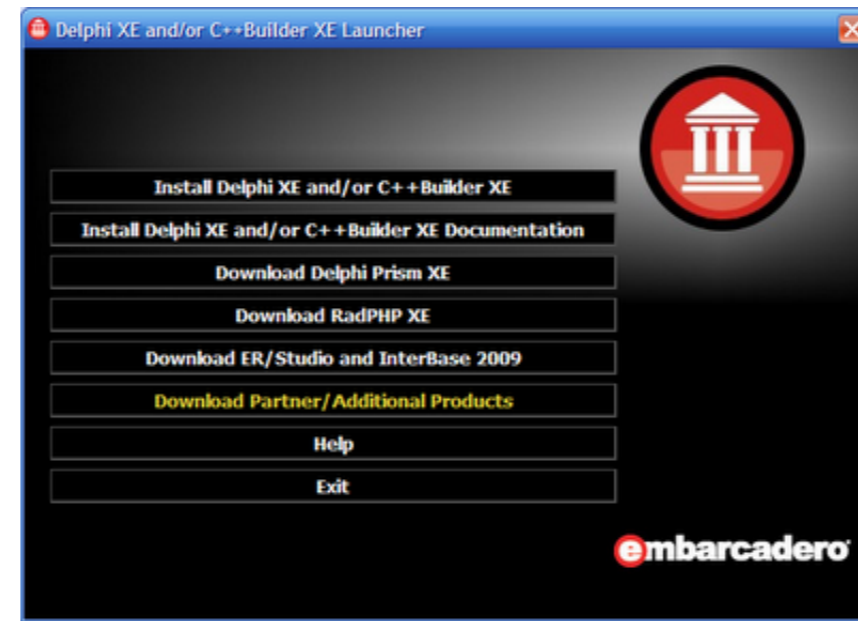 Delphi XE and/or C++Builder XE Launcher
Install Delphi XE and/or C++Builder XE
Install Delphi XE and/or C++Builder XE Documentation
Download Delphi Prism XE
Download RadPHP XE
Download ER/Studio and InterBase 2009
Download Partner/Additional Products
Help
Exit
embarcadero